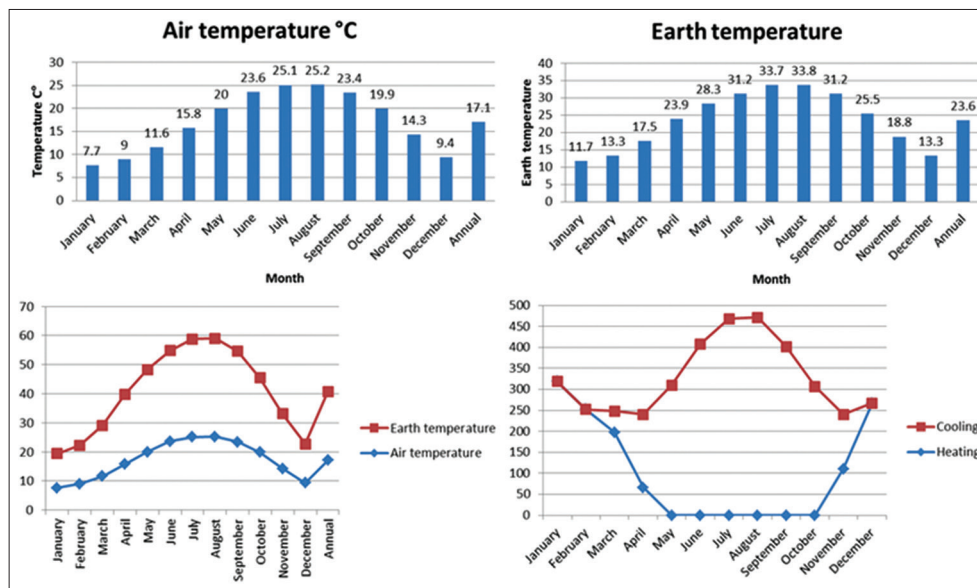 Air temperature °C
Temperature C°
30
25
20
15
10
5
0
7.7
9
11.6
15.8
20
23.6
25.1
25.2
23.4
19.9
14.3
9.4
17.1
January
February
March
April
May
June
July
August
September
October
November
December
Annual
Month
Earth temperature
Earth temperature
40
35
30
25
20
15
10
5
0
11.7
13.3
17.5
23.9
28.3
31.2
33.7
33.8
31.2
25.5
18.8
13.3
23.6
January
February
March
April
May
June
July
August
September
October
November
December
Annual
Month
70
60
50
40
30
20
10
0
January
February
March
April
May
June
July
August
September
October
November
December
Annual
Earth temperature
Air temperature
500
450
400
350
300
250
200
150
100
50
0
January
February
March
April
May
June
July
August
September
October
November
December
Cooling
Heating